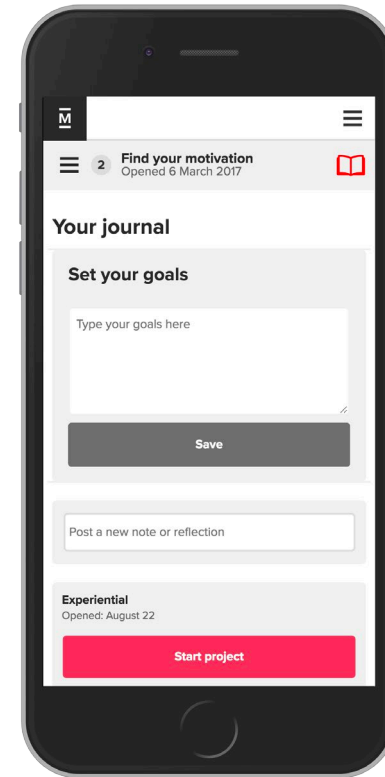 M
2 Find your motivation
Opened 6 March 2017
Your journal
Set your goals
Type your goals here
Save
Post a new note or reflection
Experiential
Opened: August 22
Start project